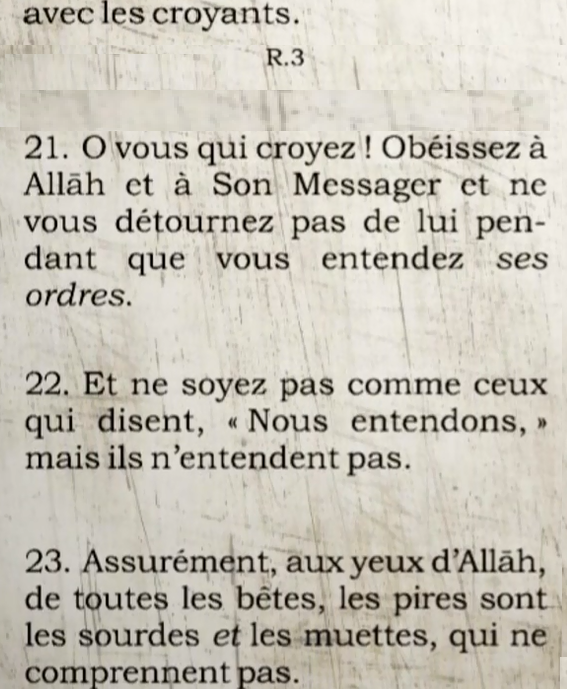 avec les croyants.
R.3
21. O vous qui croyez ! Obéissez à
Allāh et à Son Messager et ne
vous détournez pas de lui pen-
dant que vous entendez ses
ordres.
22. Et ne soyez pas comme ceux
qui disent, « Nous entendons, »
mais ils n’entendent pas.
23. Assurément, aux yeux d’Allāh,
de toutes les bêtes, les pires sont
les sourdes et les muettes, qui ne
comprennent pas.